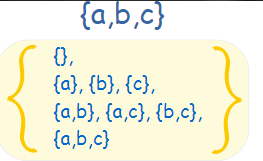 {a,b,c}
{},
{a}, {b}, {c},
{a,b}, {a,c}, {b,c},
{a,b,c}